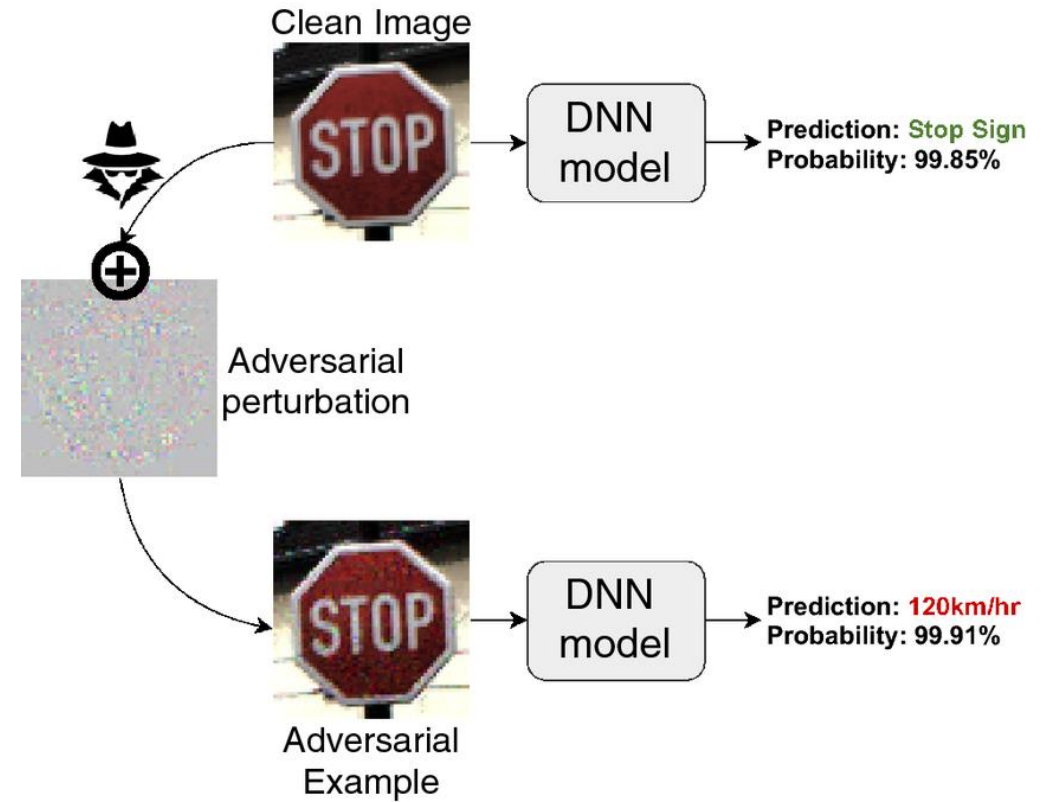 Clean Image
STOP
DNN
model
Prediction: Stop Sign
Probability: 99.85%
Adversarial
perturbation
STOP
DNN
model
Prediction: 120km/hr
Probability: 99.91%
Adversarial
Example